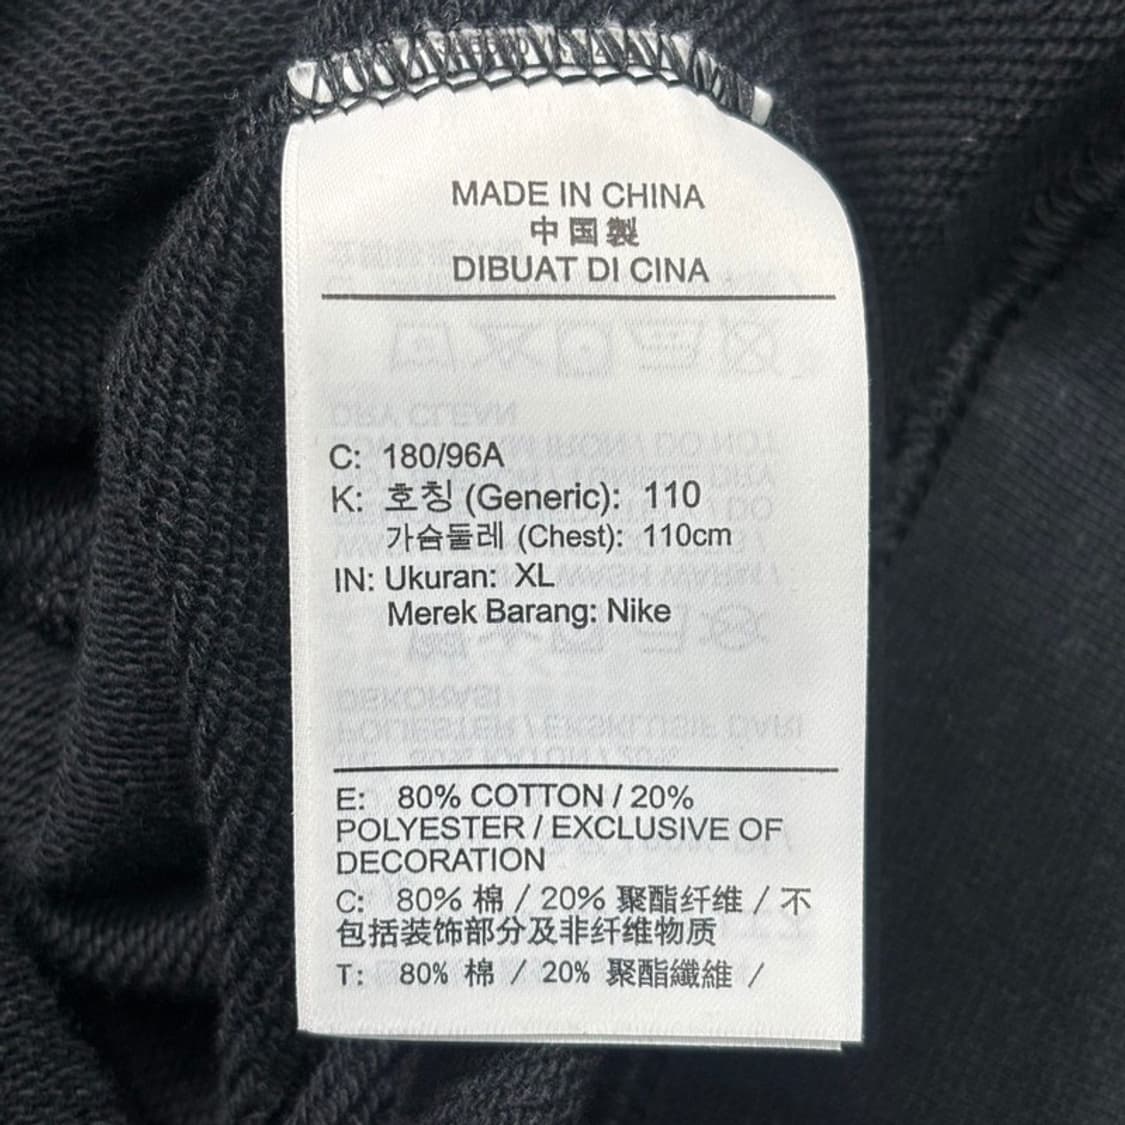 MADE IN CHINA
中国製
DIBUAT DI CINA
C: 180/96A
K: 호칭 (Generic): 110
가슴둘레 (Chest): 110cm
IN: Ukuran: XL
Merek Barang: Nike
E: 80% COTTON / 20%
POLYESTER / EXCLUSIVE OF
DECORATION
C: 80% 棉 / 20% 聚酯纤维 / 不
包括装饰部分及非纤维物质
T: 80% 棉 / 20% 聚酯纖維 /